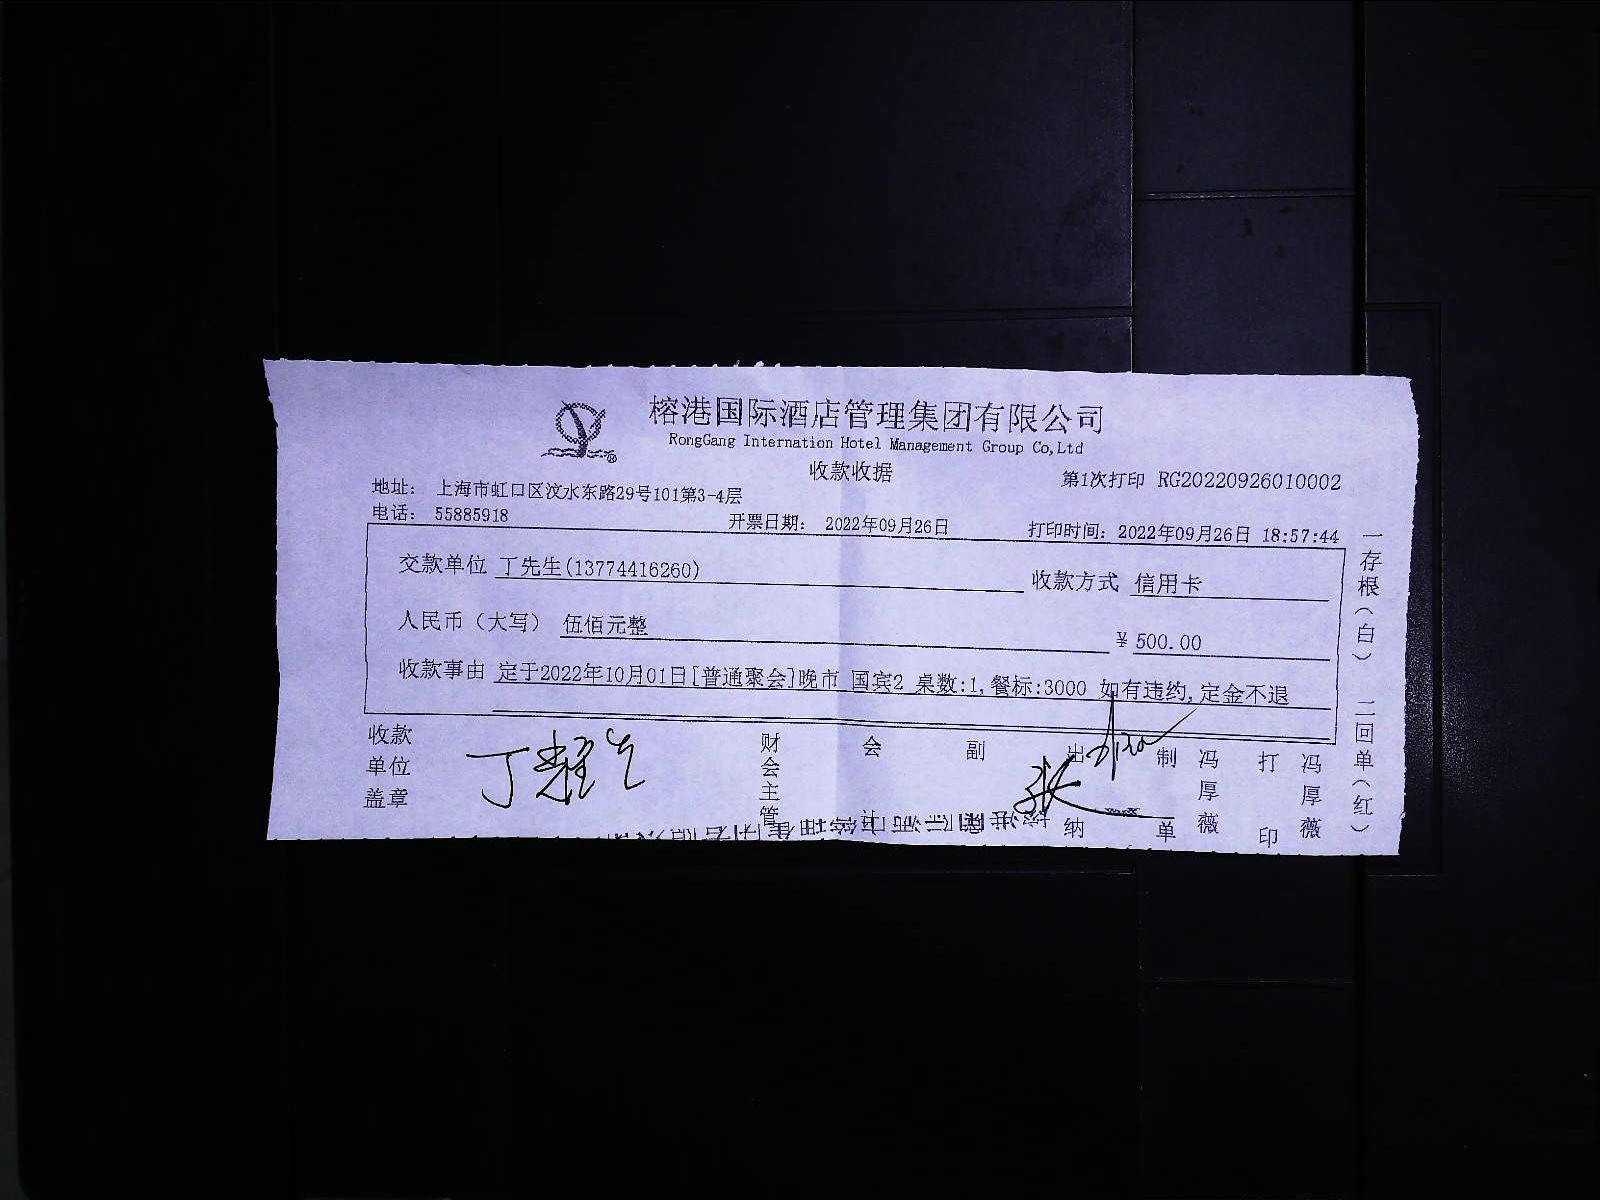 榕港国际酒店管理集团有限公司
RongGang Internation Hotel Management Group Co,Ltd
收款收据
第1次打印 RG20220926010002
地址： 上海市虹口区汶水东路29号101第3-4层
电话： 55885918
开票日期： 2022年09月26日
打印时间：2022年09月26日 18:57:44
交款单位 丁先生(13774416260)
收款方式 信用卡
人民币（大写） 伍佰元整
￥500.00
收款事由 定于2022年10月01日[普通聚会]晚市 国宾2 桌数:1,餐标:3000 如有违约,定金不退
收款单位盖章
财会主管
会计
副
出纳
张
制单
冯厚薇
打印
冯厚薇
一存根（白） 二回单（红）